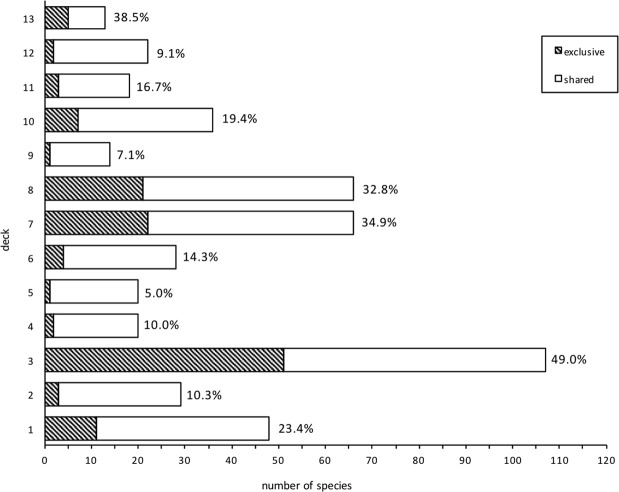 13 38.5%
12 9.1%
exclusive
11 16.7%
shared
10 19.4%
9 7.1%
8 32.8%
7 34.9%
deck
6 14.3%
5 5.0%
4 10.0%
3 49.0%
2 10.3%
1 23.4%
0 10 20 30 40 50 60 70 80 90 100 110 120
number of species